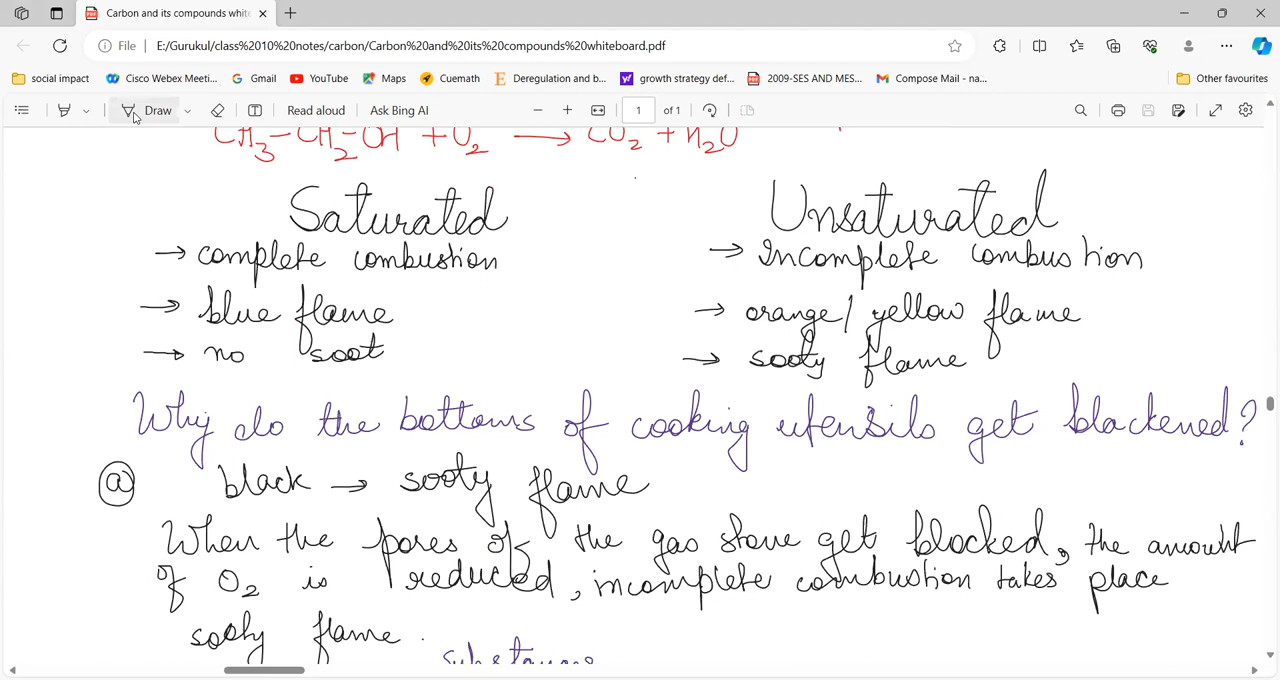 Carbon and its compounds whit
File E:/Gurukul/class%2010%20notes/carbon/Carbon%20and%20its%20compounds%20whiteboard.pdf
social impact Cisco Webex Meeti... Gmail YouTube Maps Cuemath Deregulation and b... growth strategy def... 2009-SES AND MES... Compose Mail - na... Other favourites
Draw Read aloud Ask Bing AI 1 of 1
CH3-CH2-OH + O2 → CO2 + H2O
Saturated Unsaturated
→ complete combustion → Incomplete combustion
→ blue flame → orange/ yellow flame
→ no soot → sooty flame
Why do the bottoms of cooking utensils get blackened?
a black → sooty flame
When the pores of the gas stove get blocked, the amount
of O2 is reduced, incomplete combustion takes place
sooty flame
substances